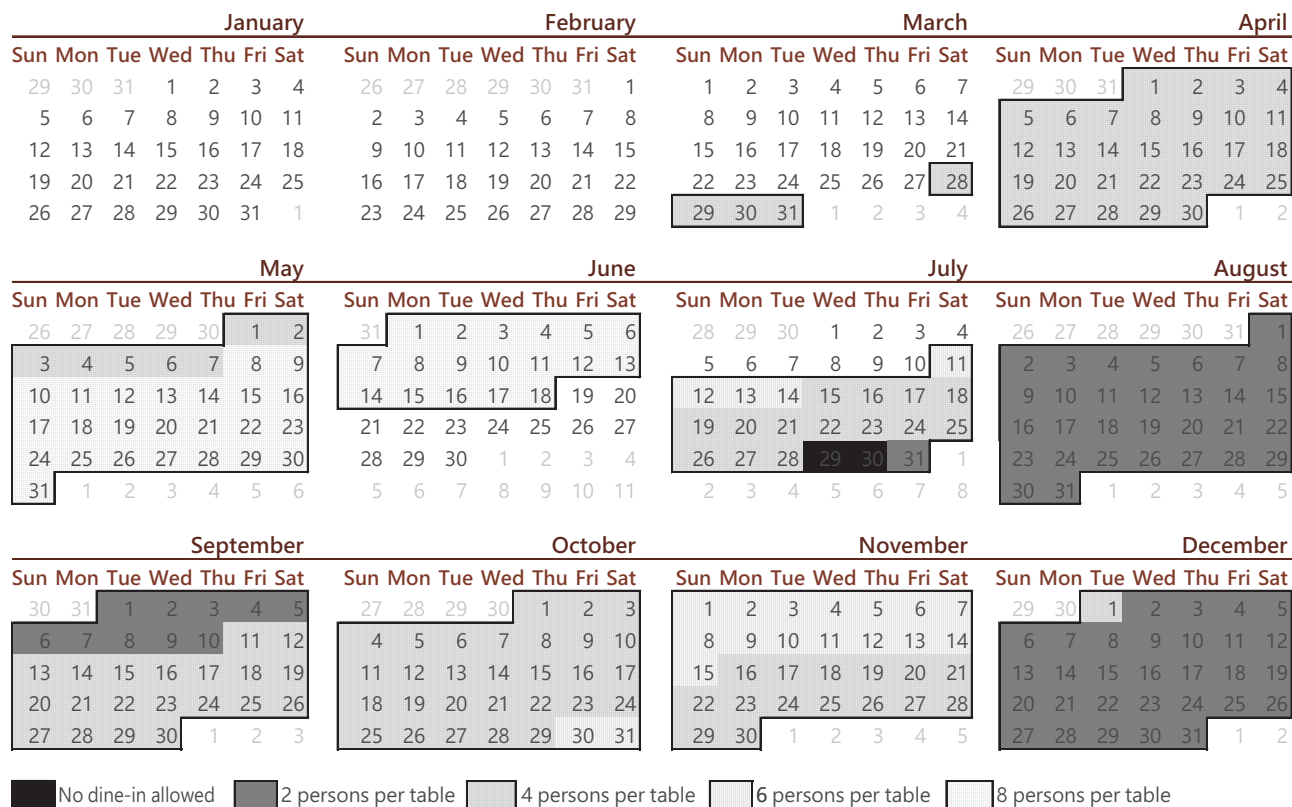 January February March April
Sun Mon Tue Wed Thu Fri Sat Sun Mon Tue Wed Thu Fri Sat Sun Mon Tue Wed Thu Fri Sat Sun Mon Tue Wed Thu Fri Sat
29 30 31 1 2 3 4 26 27 28 29 30 31 1 1 2 3 4 5 6 7 29 30 31 1 2 3 4
5 6 7 8 9 10 11 2 3 4 5 6 7 8 8 9 10 11 12 13 14 5 6 7 8 9 10 11
12 13 14 15 16 17 18 9 10 11 12 13 14 15 15 16 17 18 19 20 21 12 13 14 15 16 17 18
19 20 21 22 23 24 25 16 17 18 19 20 21 22 22 23 24 25 26 27 28 19 20 21 22 23 24 25
26 27 28 29 30 31 1 23 24 25 26 27 28 29 29 30 31 1 2 3 4 26 27 28 29 30 1 2
May June July August
Sun Mon Tue Wed Thu Fri Sat Sun Mon Tue Wed Thu Fri Sat Sun Mon Tue Wed Thu Fri Sat Sun Mon Tue Wed Thu Fri Sat
26 27 28 29 30 1 2 31 1 2 3 4 5 6 28 29 30 1 2 3 4 26 27 28 29 30 31 1
3 4 5 6 7 8 9 7 8 9 10 11 12 13 5 6 7 8 9 10 11 2 3 4 5 6 7 8
10 11 12 13 14 15 16 14 15 16 17 18 19 20 12 13 14 15 16 17 18 9 10 11 12 13 14 15
17 18 19 20 21 22 23 21 22 23 24 25 26 27 19 20 21 22 23 24 25 16 17 18 19 20 21 22
24 25 26 27 28 29 30 28 29 30 1 2 3 4 26 27 28 29 30 31 1 23 24 25 26 27 28 29
31 1 2 3 4 5 6 5 6 7 8 9 10 11 2 3 4 5 6 7 8 30 31 1 2 3 4 5
September October November December
Sun Mon Tue Wed Thu Fri Sat Sun Mon Tue Wed Thu Fri Sat Sun Mon Tue Wed Thu Fri Sat Sun Mon Tue Wed Thu Fri Sat
30 31 1 2 3 4 5 27 28 29 30 1 2 3 1 2 3 4 5 6 7 29 30 1 2 3 4 5
6 7 8 9 10 11 12 4 5 6 7 8 9 10 8 9 10 11 12 13 14 6 7 8 9 10 11 12
13 14 15 16 17 18 19 11 12 13 14 15 16 17 15 16 17 18 19 20 21 13 14 15 16 17 18 19
20 21 22 23 24 25 26 18 19 20 21 22 23 24 22 23 24 25 26 27 28 20 21 22 23 24 25 26
27 28 29 30 1 2 3 25 26 27 28 29 30 31 29 30 1 2 3 4 5 27 28 29 30 31 1 2
No dine-in allowed 2 persons per table 4 persons per table 6 persons per table 8 persons per table